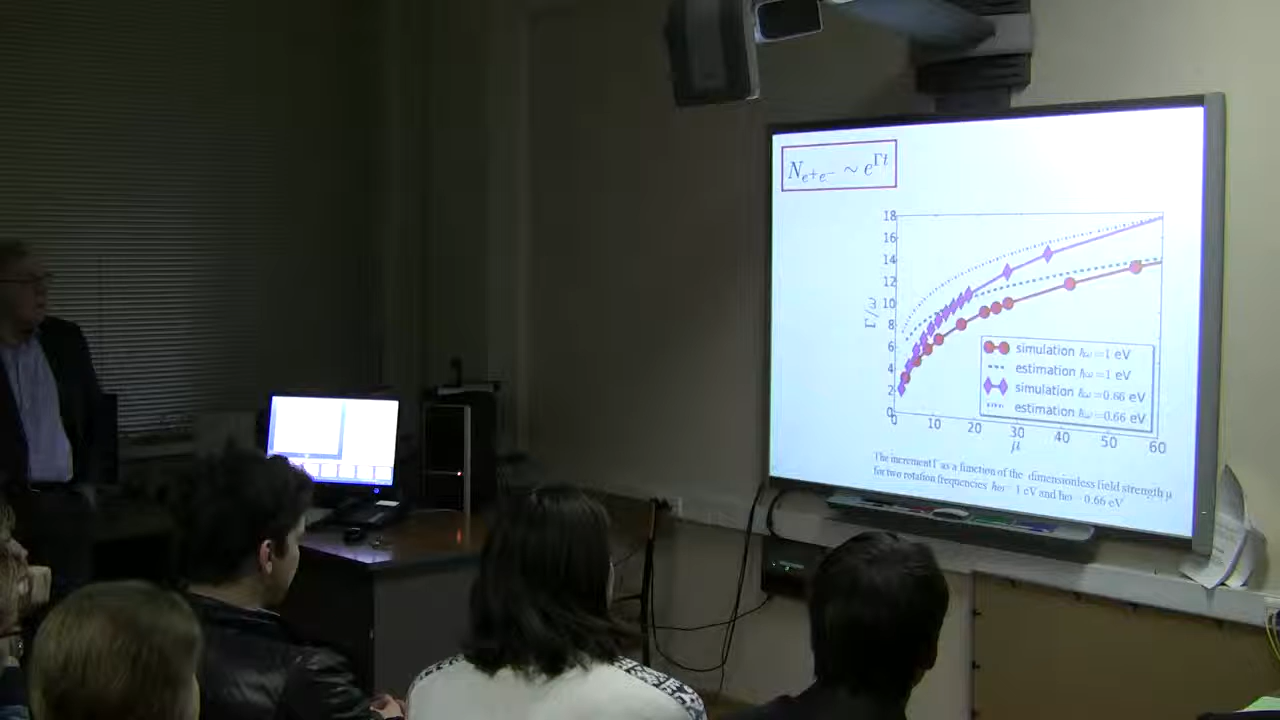 N_{e^+e^-} ~ e^{Γt}
18
16
14
12
10
8
6
4
2
0
Γ/ω
0 10 20 30 40 50 60
μ
simulation ħω=1 eV
estimation ħω=1 eV
simulation ħω=0.66 eV
estimation ħω=0.66 eV
The increment Γ as a function of the dimensionless field strength μ
for two rotation frequencies ħω = 1 eV and ħω = 0.66 eV